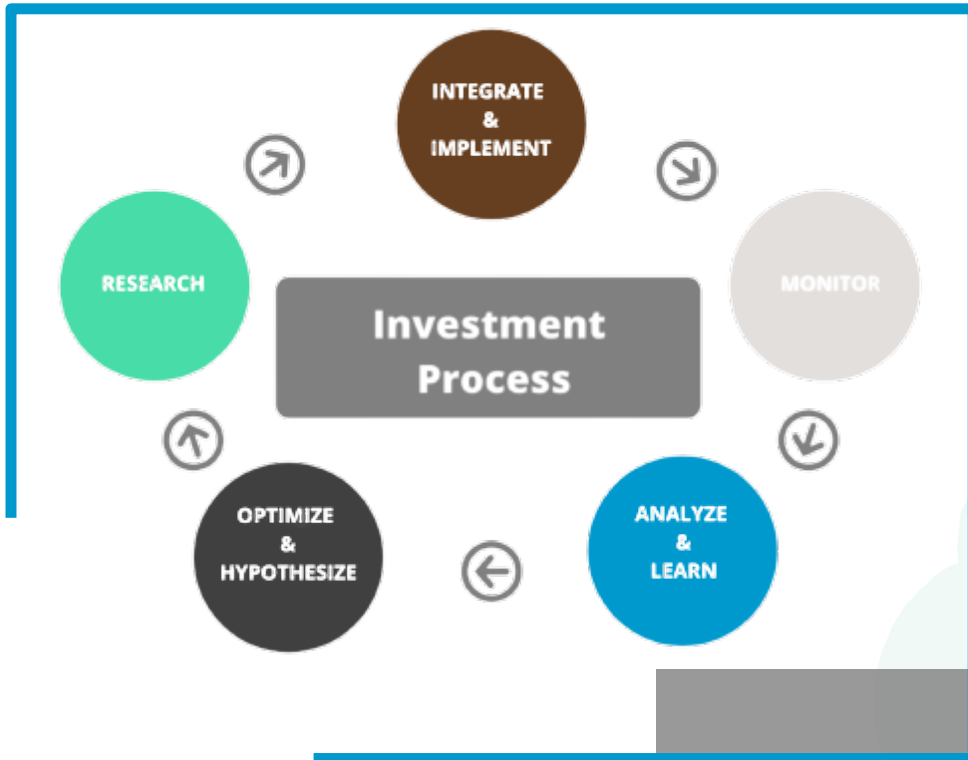 INTEGRATE
&
IMPLEMENT
RESEARCH
MONITOR
Investment
Process
OPTIMIZE
&
HYPOTHESIZE
ANALYZE
&
LEARN